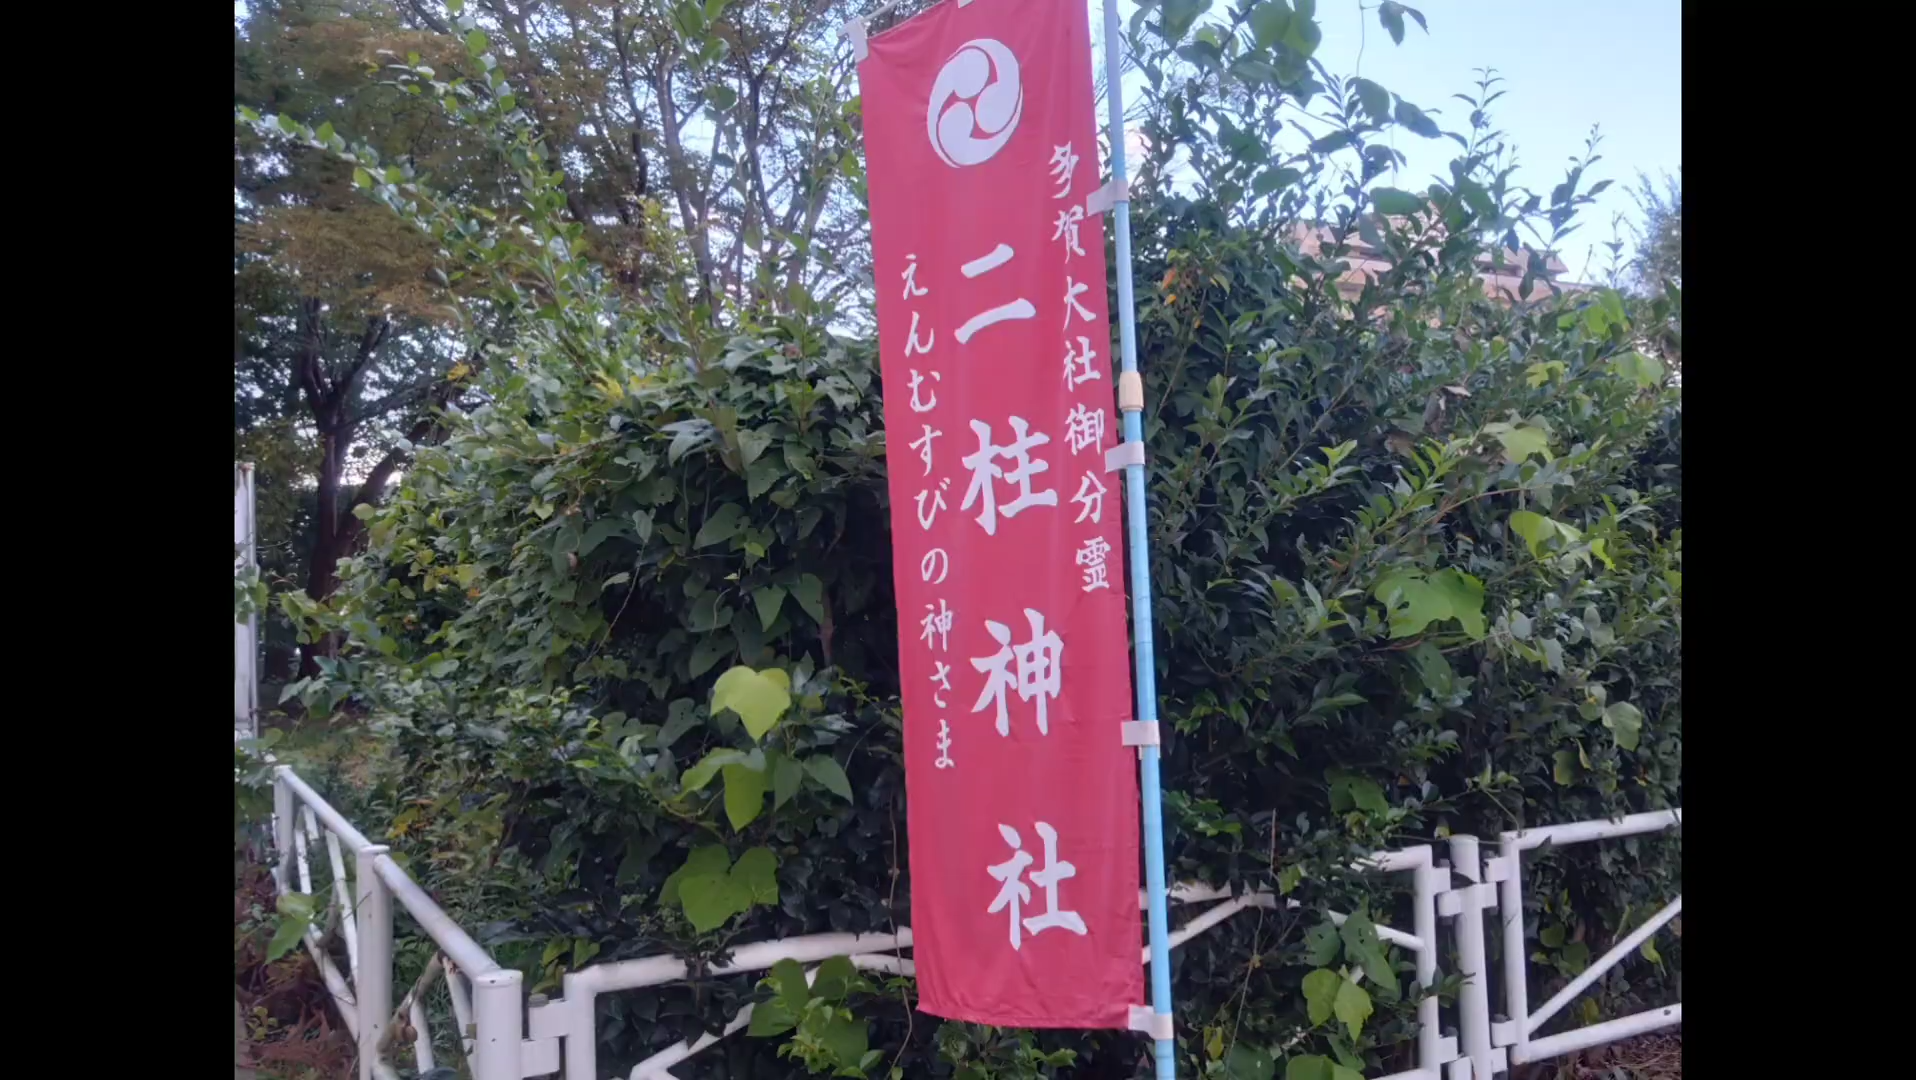 多賀大社御分霊
二柱神社
えんむすびの神さま